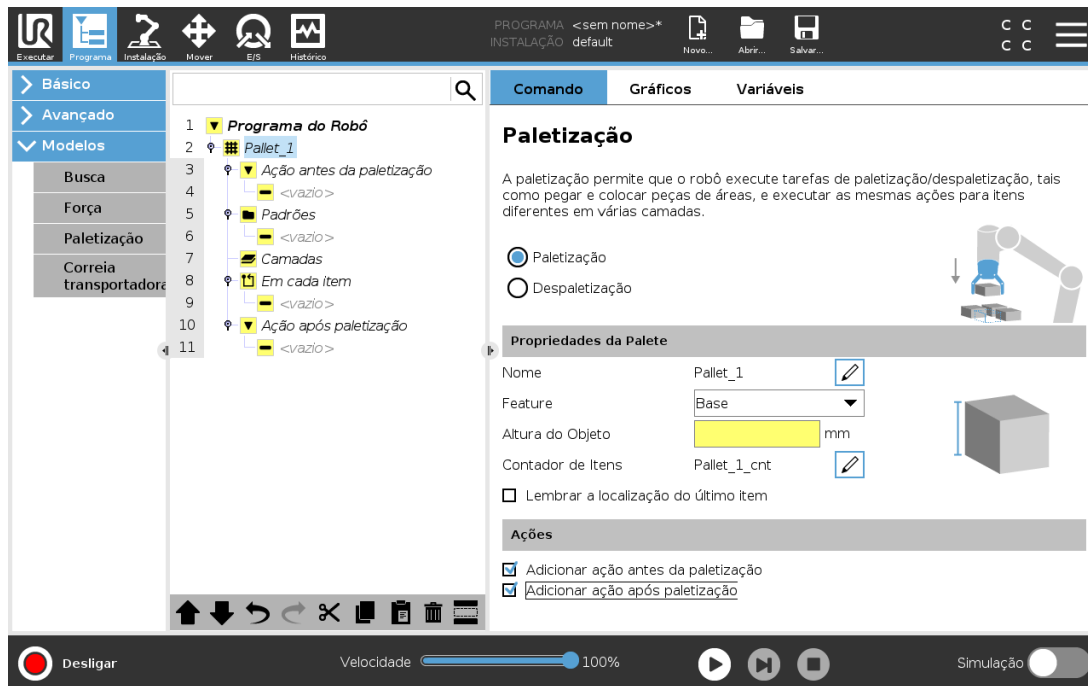 PROGRAMA <sem nome>*
INSTALAÇÃO default
C C
C C
UR
Executar Programa Instalação Mover E/S Histórico Novo... Abrir... Salvar...
Básico
Avançado
Modelos
Busca
Força
Paletização
Correia
transportadora
1 Programa do Robô
2 Pallet_1
3 Ação antes da paletização
4 <vazio>
5 Padrões
6 <vazio>
7 Camadas
8 Em cada item
9 <vazio>
10 Ação após paletização
11 <vazio>
Comando Gráficos Variáveis
Paletização
A paletização permite que o robô execute tarefas de paletização/despaletização, tais
como pegar e colocar peças de áreas, e executar as mesmas ações para itens
diferentes em várias camadas.
Paletização
Despaletização
Propriedades da Palete
Nome Pallet_1
Feature Base
Altura do Objeto mm
Contador de Itens Pallet_1_cnt
Lembrar a localização do último item
Ações
Adicionar ação antes da paletização
Adicionar ação após paletização
Desligar Velocidade 100% Simulação